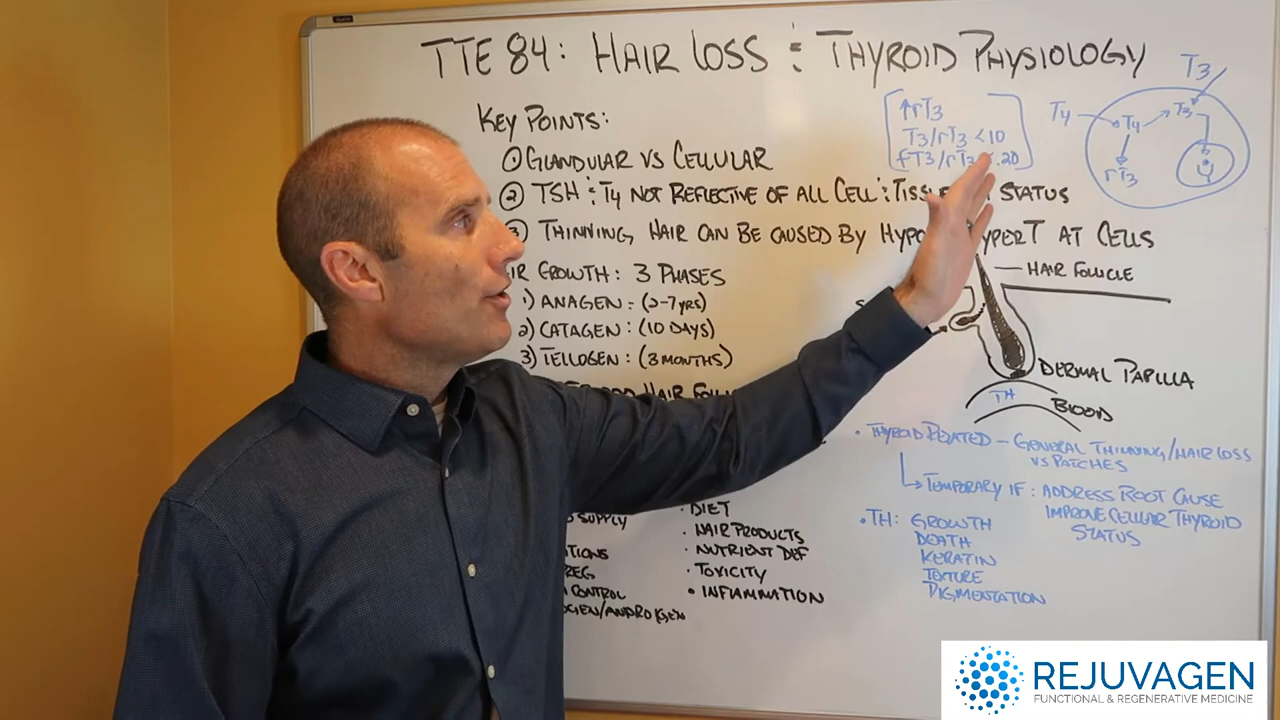 TTE 84: HAIR LOSS & THYROID PHYSIOLOGY
KEY POINTS:
① GLANDULAR VS CELLULAR
② TSH & T4 NOT REFLECTIVE OF ALL CELL & STATUS
③ THINNING HAIR CAN BE CAUSED BY T AT CELLS
↑rT3
T3/rT3 <10
fT3/
T3
T4 T4 T3
rT3
GROWTH: 3 PHASES
1) ANAGEN: (2-7 YRS)
2) CATAGEN: (10 DAYS)
3) TELLOGEN: (3 MONTHS)
HAIR FOLLICLE
DERMAL PAPILLA
TH
BLOOD
• THYROID RELATED – GENERAL THINNING/HAIR LOSS
VS PATCHES
TEMPORARY IF: ADDRESS ROOT CAUSE
IMPROVE CELLULAR THYROID
STATUS
• TH: GROWTH
DEATH
KERATIN
TEXTURE
PIGMENTATION
SUPPLY
CONTROL
• DIET
• HAIR PRODUCTS
• NUTRIENT DEF
• TOXICITY
• INFLAMMATION
REJUVAGEN
FUNCTIONAL & REGENERATIVE MEDICINE